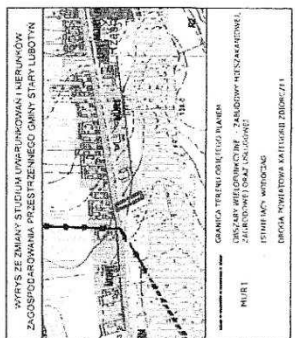 WYRYS ZE ZMIANY STUDIUM UWARUNKOWAŃ I KIERUNKÓW
ZAGOSPODAROWANIA PRZESTRZENNEGO GMINY STARY LUBOTYŃ
GRANICA TERENU OBJĘTEGO PLANEM
MUR1
OBSZARY WIELOFUNKCYJNE - ZABUDOWY MIESZKANIOWEJ,
ZAGRODOWEJ ORAZ USŁUGOWEJ
ISTNIEJĄCY WODOCIĄG
DROGA POWIATOWA KATEGORII ZBIORCZEJ